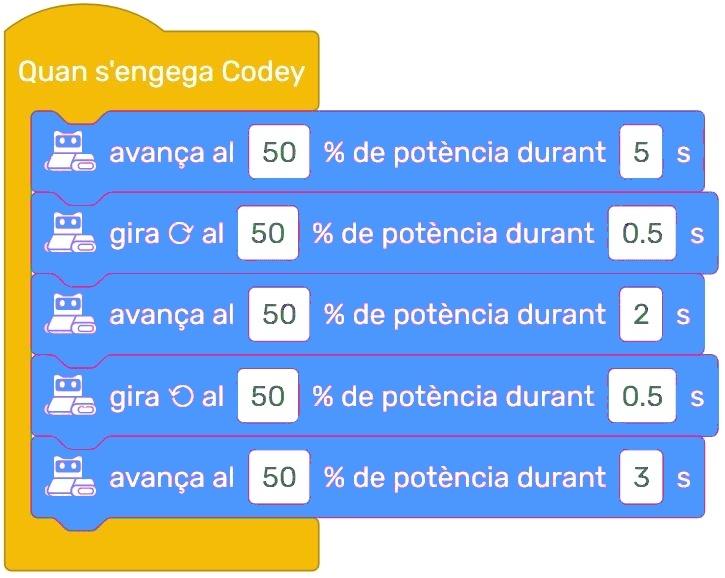 Quan s'engega Codey
avança al 50 % de potència durant 5 s
gira al 50 % de potència durant 0.5 s
avança al 50 % de potència durant 2 s
gira al 50 % de potència durant 0.5 s
avança al 50 % de potència durant 3 s